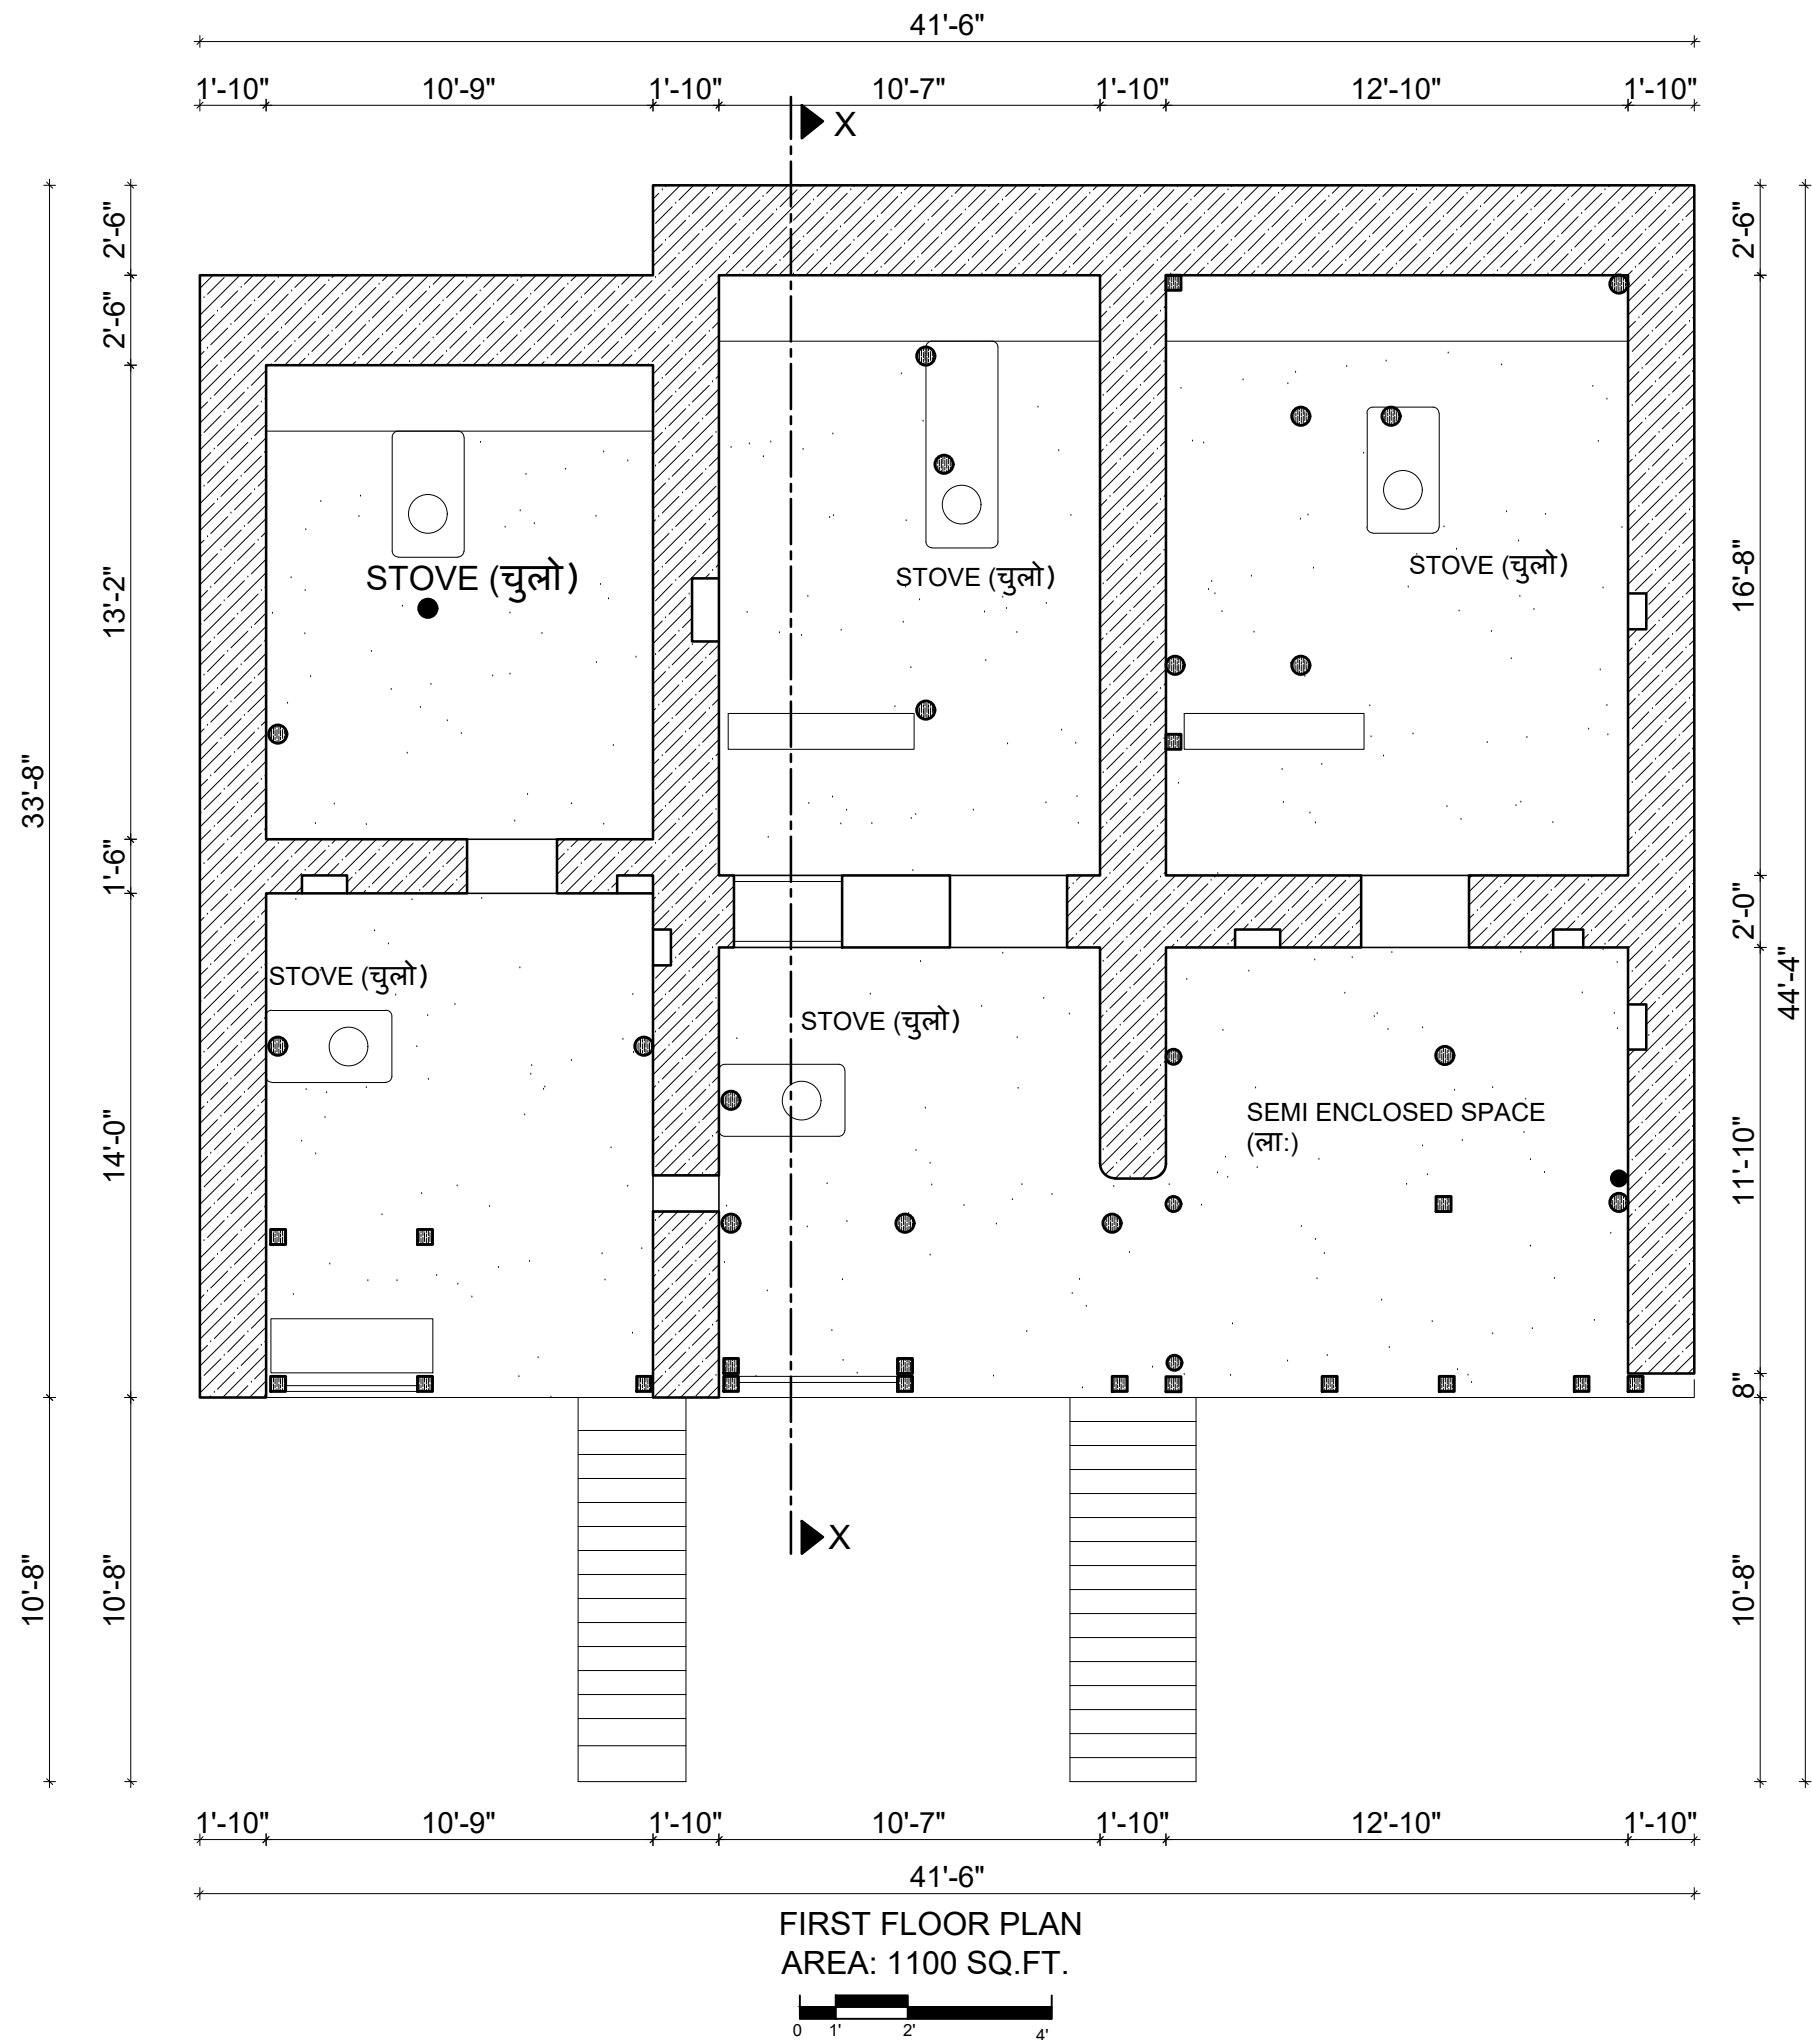 41'-6"
1'-10" 10'-9" 1'-10" 10'-7" 1'-10" 12'-10" 1'-10"
X
2'-6"
2'-6"
13'-2"
1'-6"
14'-0"
10'-8"
33'-8"
10'-8"
2'-6"
16'-8"
2'-0"
11'-10"
8"
10'-8"
44'-4"
STOVE (चुलो)
STOVE (चुलो)
STOVE (चुलो)
STOVE (चुलो)
STOVE (चुलो)
SEMI ENCLOSED SPACE
(ला:)
X
1'-10" 10'-9" 1'-10" 10'-7" 1'-10" 12'-10" 1'-10"
41'-6"
FIRST FLOOR PLAN
AREA: 1100 SQ.FT.
0 1' 2' 4'